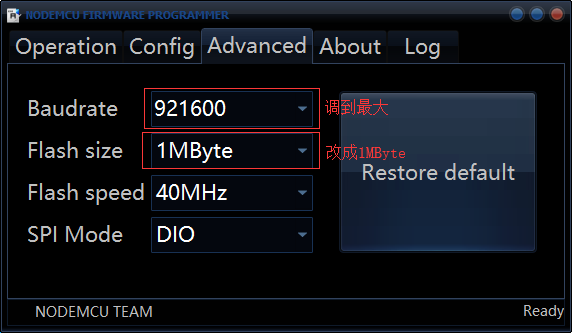 NODEMCU FIRMWARE PROGRAMMER
Operation Config Advanced About Log
Baudrate 921600 调到最大
Flash size 1MByte 改成1MByte
Restore default
Flash speed 40MHz
SPI Mode DIO
NODEMCU TEAM Ready